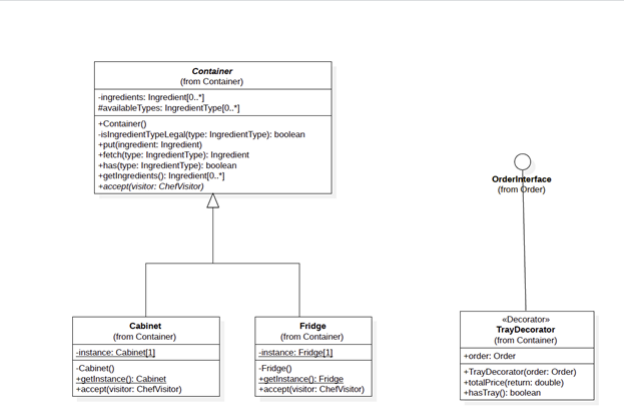 Container
(from Container)
-ingredients: Ingredient[0..*]
#availableTypes: IngredientType[0..*]
+Container()
-isIngredientTypeLegal(type: IngredientType): boolean
+put(ingredient: Ingredient)
+fetch(type: IngredientType): Ingredient
+has(type: IngredientType): boolean
+getIngredients(): Ingredient[0..*]
+accept(visitor: ChefVisitor)
OrderInterface
(from Order)
Cabinet
(from Container)
-instance: Cabinet[1]
-Cabinet()
+getInstance(): Cabinet
+accept(visitor: ChefVisitor)
Fridge
(from Container)
-instance: Fridge[1]
-Fridge()
+getInstance(): Fridge
+accept(visitor: ChefVisitor)
«Decorator»
TrayDecorator
(from Container)
+order: Order
+TrayDecorator(order: Order)
+totalPrice(return: double)
+hasTray(): boolean